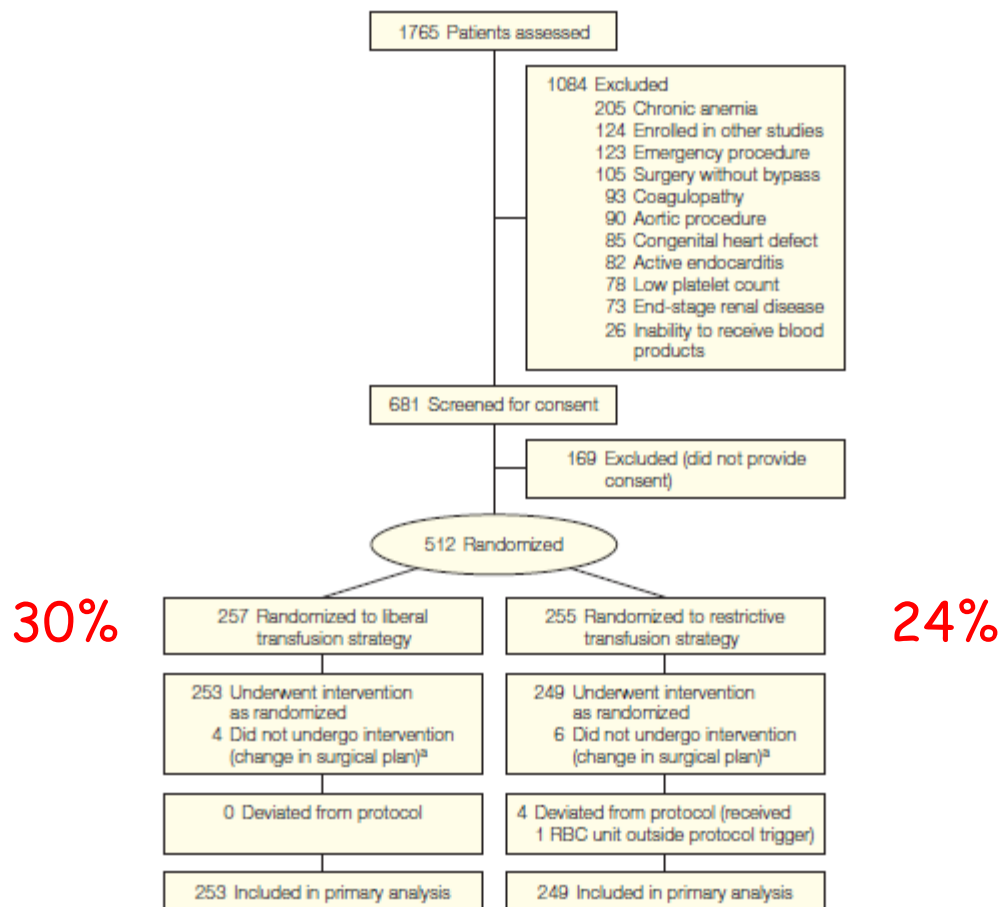 1765 Patients assessed
1084 Excluded
205 Chronic anemia
124 Enrolled in other studies
123 Emergency procedure
105 Surgery without bypass
93 Coagulopathy
90 Aortic procedure
85 Congenital heart defect
82 Active endocarditis
78 Low platelet count
73 End-stage renal disease
26 Inability to receive blood
products
681 Screened for consent
169 Excluded (did not provide
consent)
512 Randomized
30%
257 Randomized to liberal
transfusion strategy
255 Randomized to restrictive
transfusion strategy
24%
253 Underwent intervention
as randomized
4 Did not undergo intervention
(change in surgical plan)a
249 Underwent intervention
as randomized
6 Did not undergo intervention
(change in surgical plan)a
0 Deviated from protocol
4 Deviated from protocol (received
1 RBC unit outside protocol trigger)
253 Included in primary analysis
249 Included in primary analysis